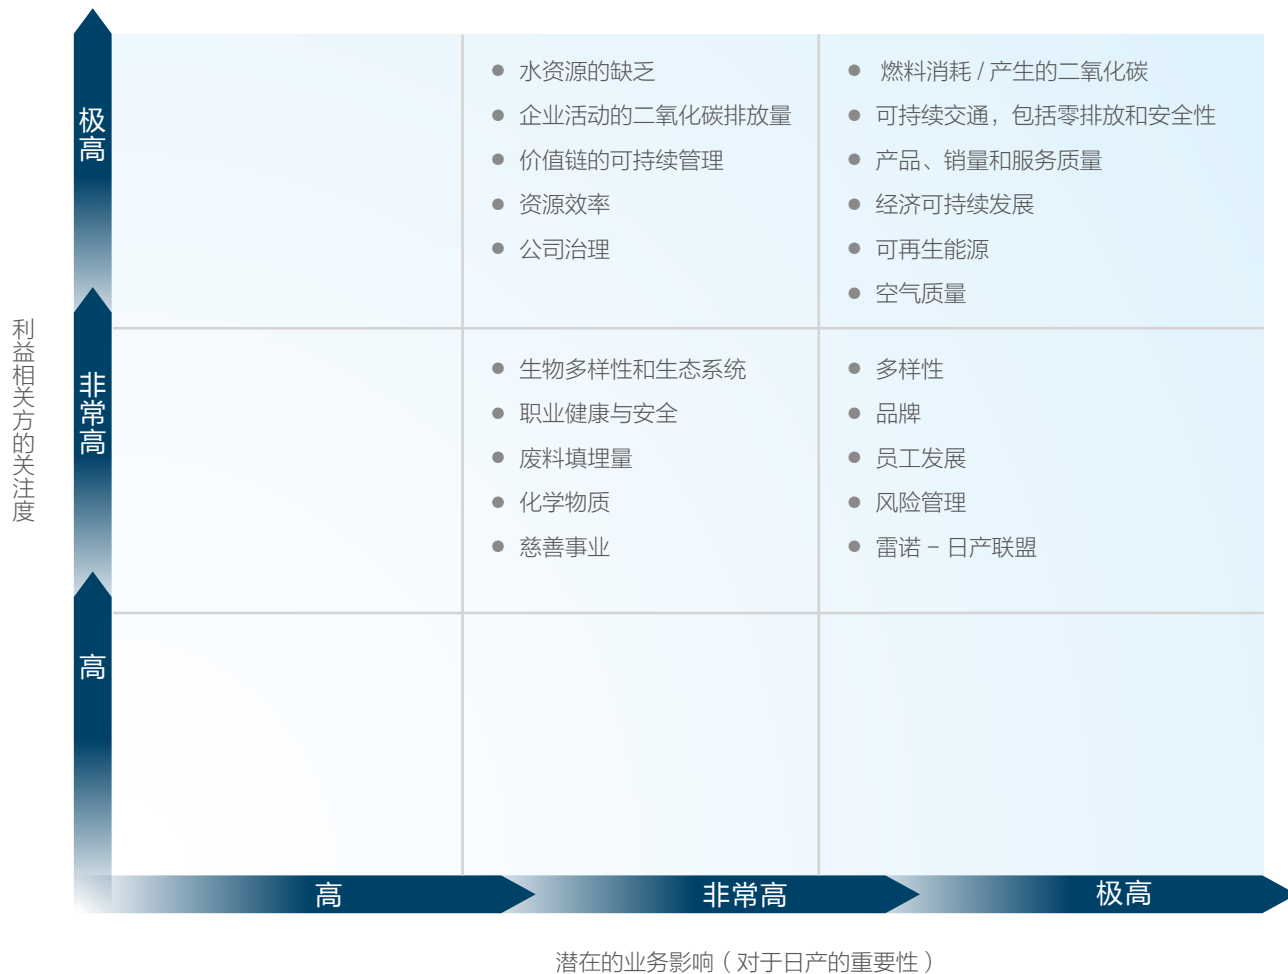 利益相关方的关注度
极高
水资源的缺乏
企业活动的二氧化碳排放量
价值链的可持续管理
资源效率
公司治理
燃料消耗 / 产生的二氧化碳
可持续交通，包括零排放和安全性
产品、销量和服务质量
经济可持续发展
可再生能源
空气质量
非常高
生物多样性和生态系统
职业健康与安全
废料填埋量
化学物质
慈善事业
多样性
品牌
员工发展
风险管理
雷诺 – 日产联盟
高
高
非常高
极高
潜在的业务影响（对于日产的重要性）